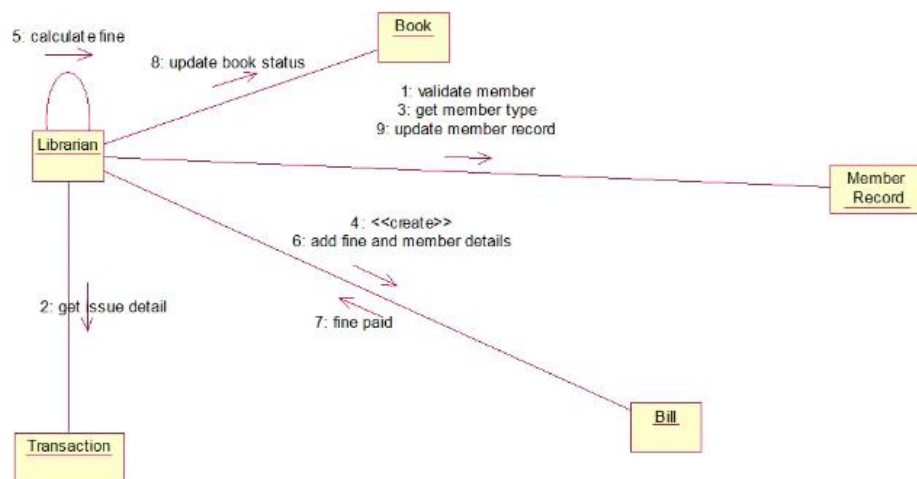 5: calculate fine
Book
8: update book status
1: validate member
3: get member type
9: update member record
Librarian
Member
Record
4: <<create>>
6: add fine and member details
2: get issue detail
7: fine paid
Bill
Transaction